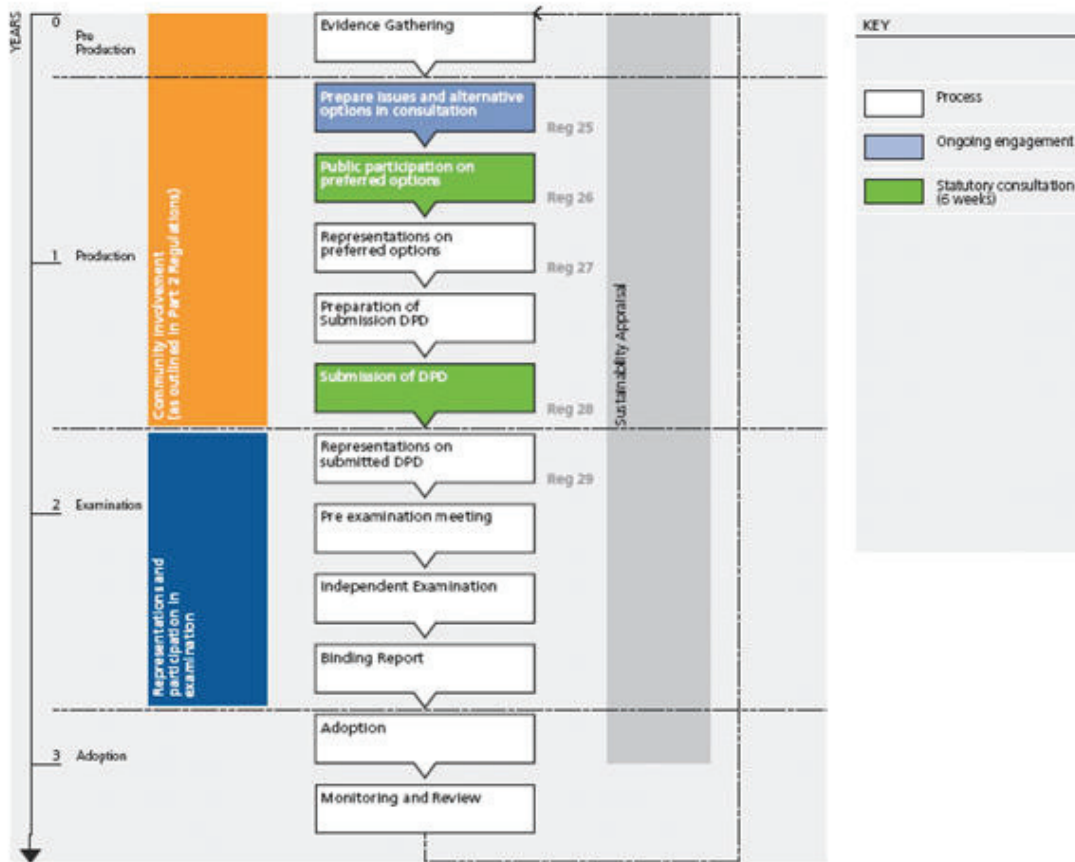 YEARS
0
Pre
Production
Evidence Gathering
Prepare issues and alternative
options in consultation
Reg 25
Public participation on
preferred options
Reg 26
1
Production
Representations on
preferred options
Reg 27
Preparation of
Submission DPD
Submission of DPD
Reg 28
Community involvement
(as outlined in Part 2 Regulations)
Sustainability Appraisal
Representations on
submitted DPD
Reg 29
2
Examination
Pre examination meeting
Independent Examination
Binding Report
Representations and
participation in
examination
3
Adoption
Adoption
Monitoring and Review
KEY
Process
Ongoing engagement
Statutory consultation
(6 weeks)